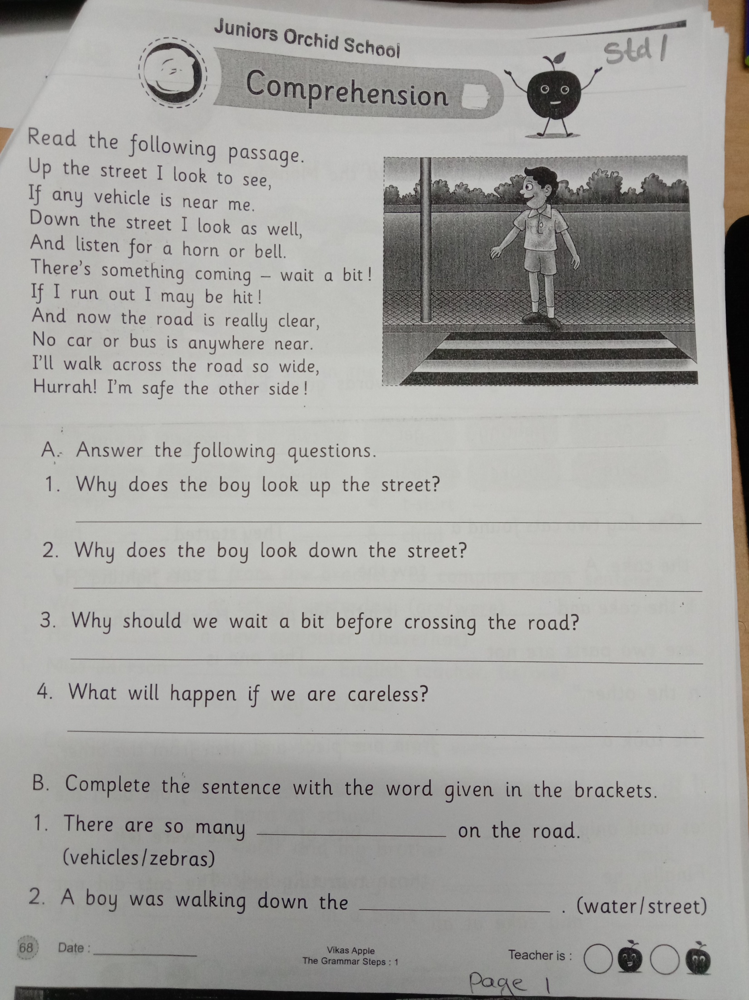 Juniors Orchid School
Std 1
Comprehension
Read the following passage.
Up the street I look to see,
If any vehicle is near me.
Down the street I look as well,
And listen for a horn or bell.
There's something coming – wait a bit!
If I run out I may be hit!
And now the road is really clear,
No car or bus is anywhere near.
I'll walk across the road so wide,
Hurrah! I'm safe the other side!
A. Answer the following questions.
1. Why does the boy look up the street?
2. Why does the boy look down the street?
3. Why should we wait a bit before crossing the road?
4. What will happen if we are careless?
B. Complete the sentence with the word given in the brackets.
1. There are so many ____________ on the road.
(vehicles/zebras)
2. A boy was walking down the ____________. (water/street)
68 Date : ________
Vikas Apple
The Grammar Steps : 1
Teacher is :
Page 1